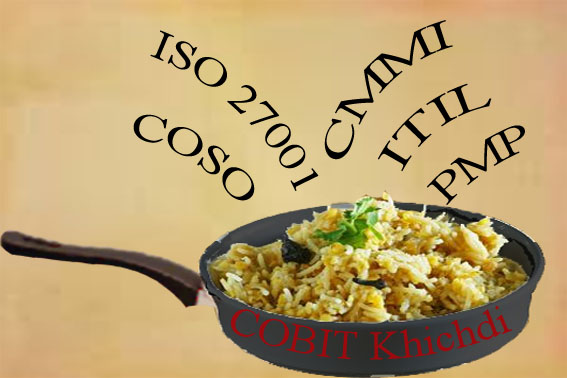 COSO
ISO 27001
CMMI
ITIL
PMP
COBIT Khichdi